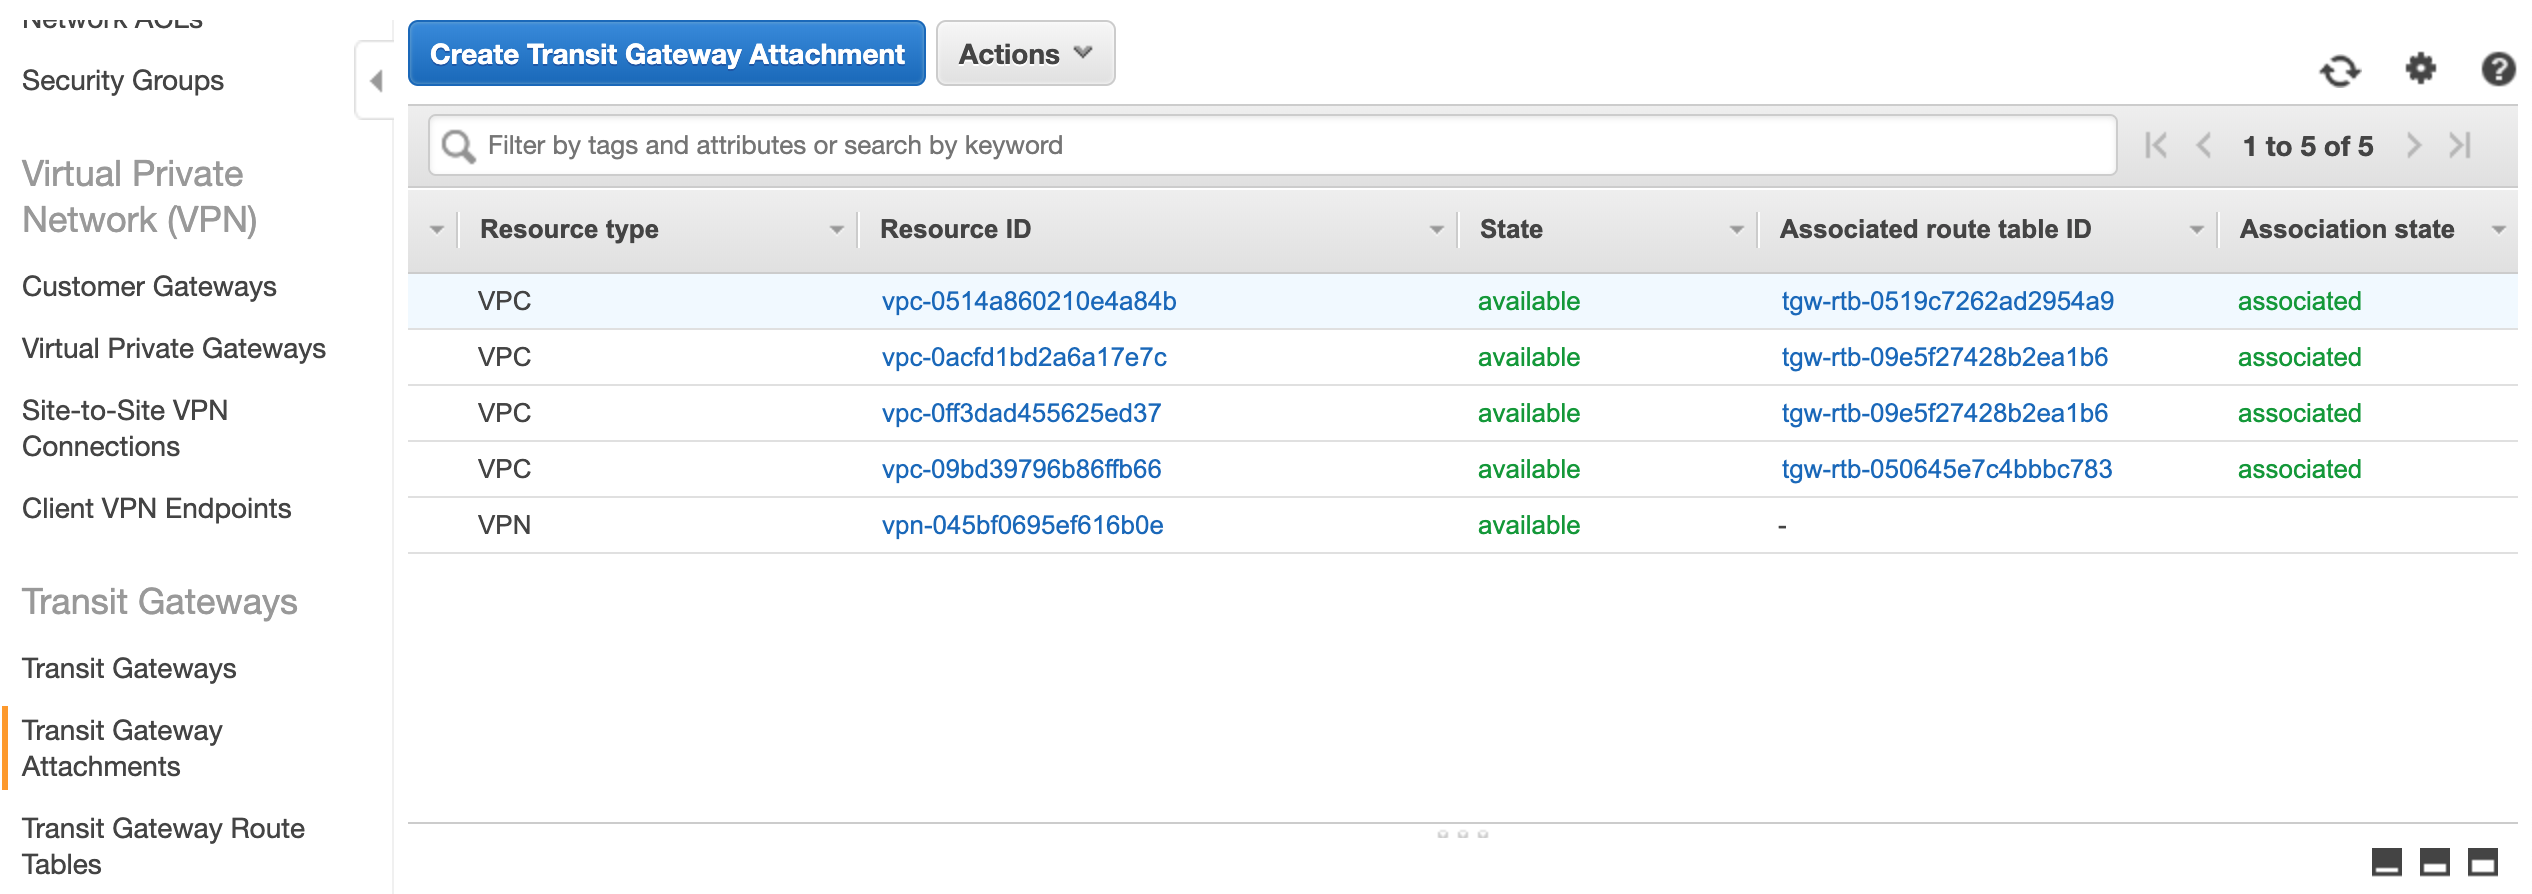 Network ACLs
Security Groups
Virtual Private
Network (VPN)
Customer Gateways
Virtual Private Gateways
Site-to-Site VPN
Connections
Client VPN Endpoints
Transit Gateways
Transit Gateways
Transit Gateway
Attachments
Transit Gateway Route
Tables
Create Transit Gateway Attachment Actions
Filter by tags and attributes or search by keyword 1 to 5 of 5
Resource type Resource ID State Associated route table ID Association state
VPC vpc-0514a860210e4a84b available tgw-rtb-0519c7262ad2954a9 associated
VPC vpc-0acfd1bd2a6a17e7c available tgw-rtb-09e5f27428b2ea1b6 associated
VPC vpc-0ff3dad455625ed37 available tgw-rtb-09e5f27428b2ea1b6 associated
VPC vpc-09bd39796b86ffb66 available tgw-rtb-050645e7c4bbbc783 associated
VPN vpn-045bf0695ef616b0e available -